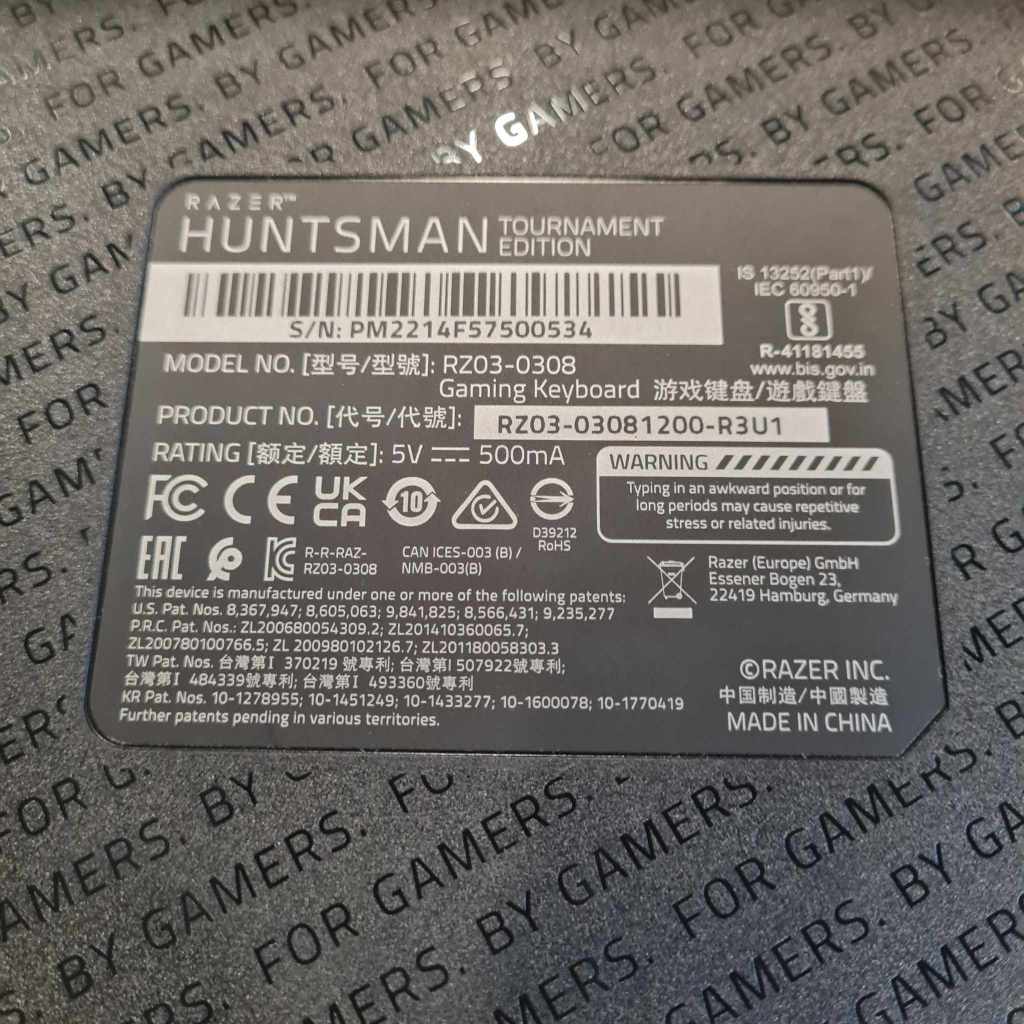 FOR GAMERS. BY GAMERS.
RAZER™
HUNTSMAN TOURNAMENT EDITION
S/N: PM2214F57500534
IS 13252(Part1)/
IEC 60950-1
R-41181455
www.bis.gov.in
MODEL NO. [型号/型號]: RZ03-0308
Gaming Keyboard 游戏键盘/遊戲鍵盤
PRODUCT NO. [代号/代號]: RZ03-03081200-R3U1
RATING [额定/額定]: 5V ⎓ 500mA
WARNING
Typing in an awkward position or for
long periods may cause repetitive
stress or related injuries.
FC CE UK CA 10
D39212
RoHS
EAC
R-R-RAZ-
RZ03-0308
CAN ICES-003 (B) /
NMB-003(B)
Razer (Europe) GmbH
Essener Bogen 23,
22419 Hamburg, Germany
This device is manufactured under one or more of the following patents:
U.S. Pat. Nos. 8,367,947; 8,605,063; 9,841,825; 8,566,431; 9,235,277
P.R.C. Pat. Nos.: ZL200680054309.2; ZL201410360065.7;
ZL200780100766.5; ZL 200980102126.7; ZL201180058303.3
TW Pat. Nos. 台灣第I 370219 號專利; 台灣第I 507922號專利;
台灣第I 484339號專利; 台灣第I 493360號專利
KR Pat. Nos. 10-1278955; 10-1451249; 10-1433277; 10-1600078; 10-1770419
Further patents pending in various territories.
©RAZER INC.
中国制造/中國製造
MADE IN CHINA
FOR GAMERS. BY GAMERS.